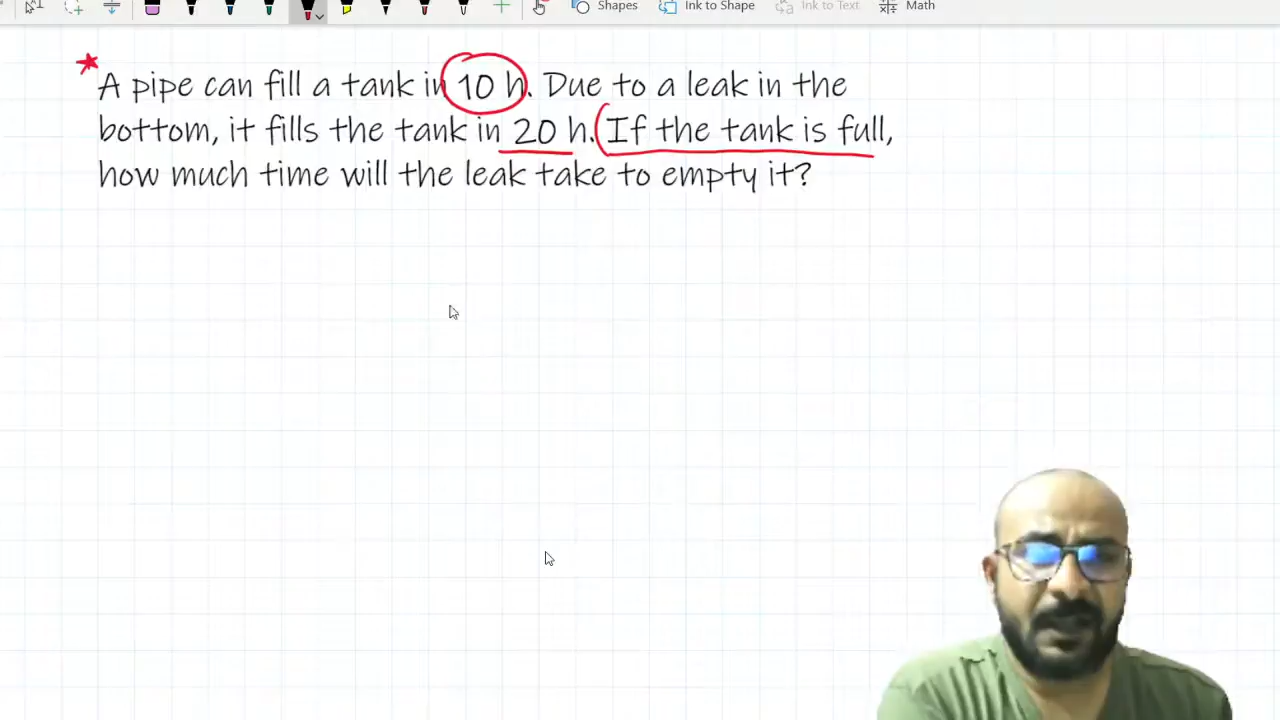 Shapes Ink to Shape Ink to Text Math
A pipe can fill a tank in 10 h. Due to a leak in the
bottom, it fills the tank in 20 h. If the tank is full,
how much time will the leak take to empty it?